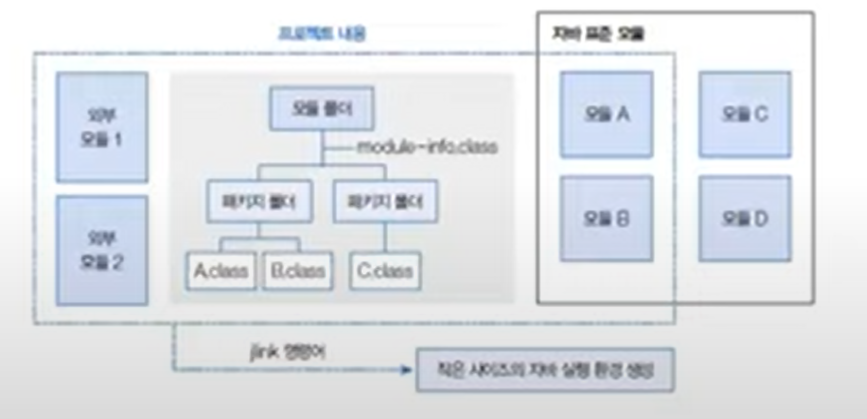 프로젝트 내용
자바 표준 모듈
외부
모듈 1
외부
모듈 2
모듈 폴더
module-info.class
패키지 폴더
패키지 폴더
A.class
B.class
C.class
모듈 A
모듈 C
모듈 B
모듈 D
jlink 명령어
작은 사이즈의 자바 실행 환경 생성